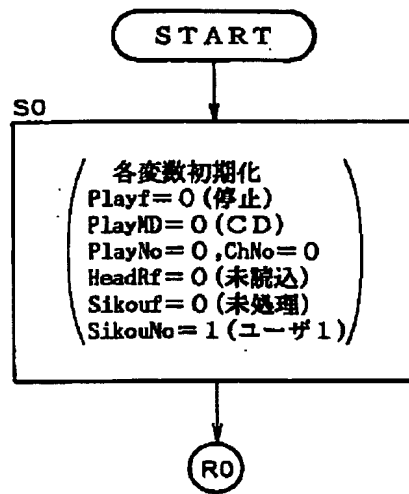 START
S0
各変数初期化
Playf=0(停止)
PlayMD=0(CD)
PlayNo=0,ChNo=0
HeadRf=0(未読込)
Sikouf=0(未処理)
SikouNo=1(ユーザ1)
R0